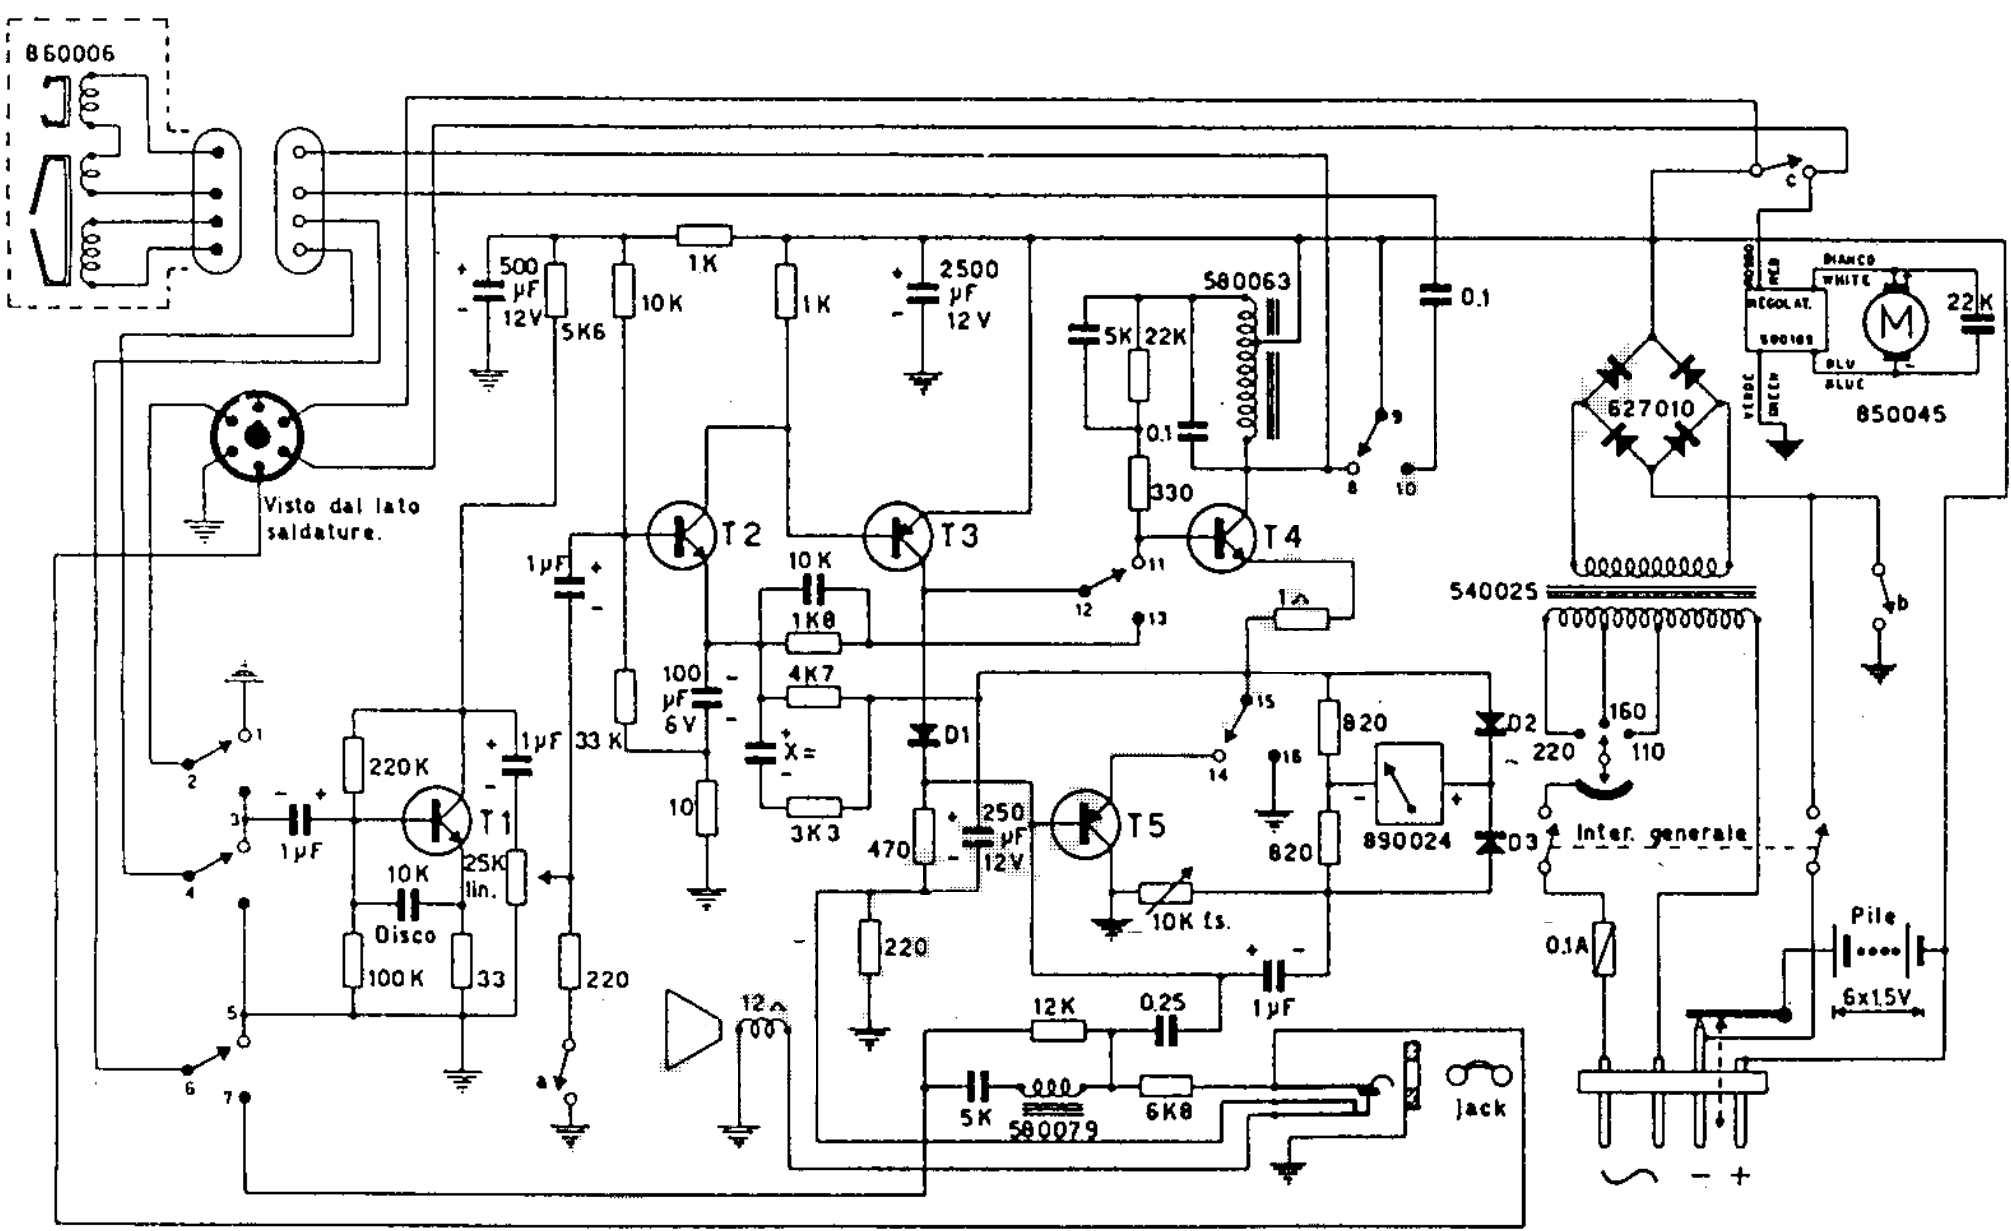 860006
500
µF
12V
5K6
10K
1K
1K
2500
µF
12V
580063
5K
22K
0.1
330
0.1
9
8
10
C
ROSSO
RED
BIANCO
WHITE
REGOLAT.
M
22K
BLU
BLUE
VERDE
850045
627010
Visto dal lato
saldature.
T2
T3
T4
1µF
+
-
10K
1K8
11
12
13
1Ω
540025
b
100
µF
6V
4K7
X=
3K3
33K
10
D1
470
250
µF
12V
15
14
16
T5
820
820
890024
D2
D3
160
220
110
Inter. generale
1
2
3
4
5
6
7
220K
1µF
T1
1µF
10K
Disco
100K
33
25K
lin.
220
a
220
10K ts.
1µF
12Ω
12K
0.25
5K
580079
6K8
Jack
0.1A
Pile
6x1.5V
- +